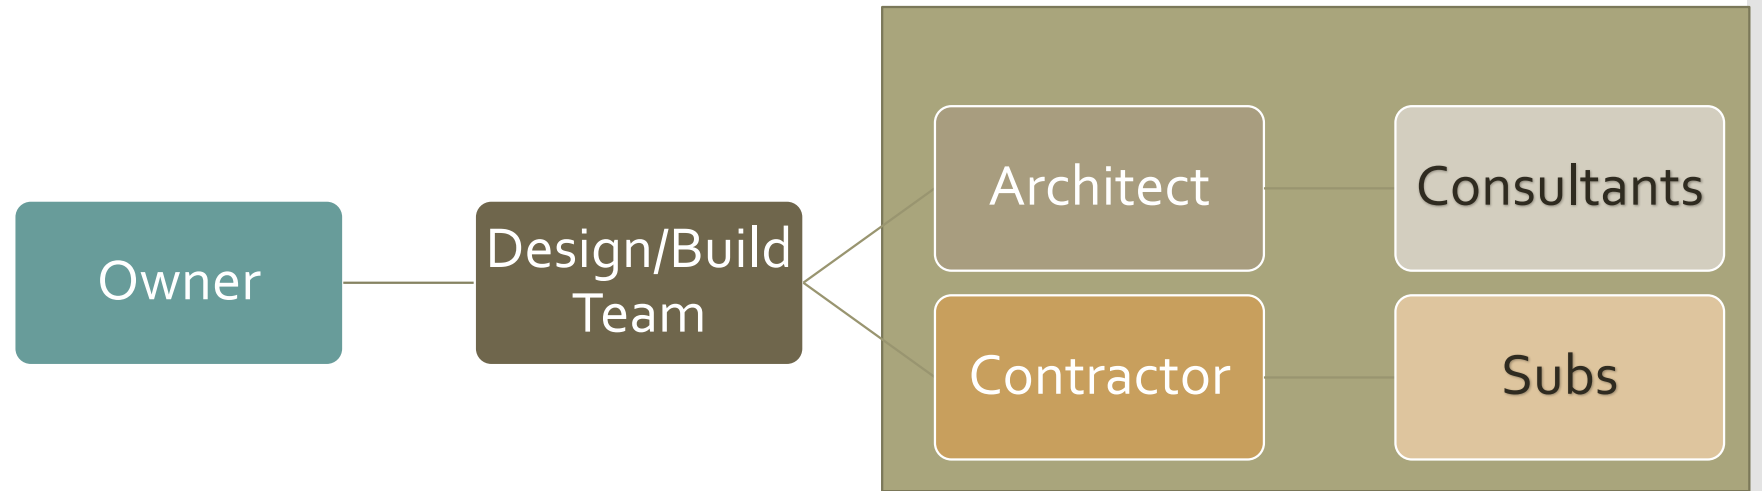 Owner
Design/Build
Team
Architect
Consultants
Contractor
Subs